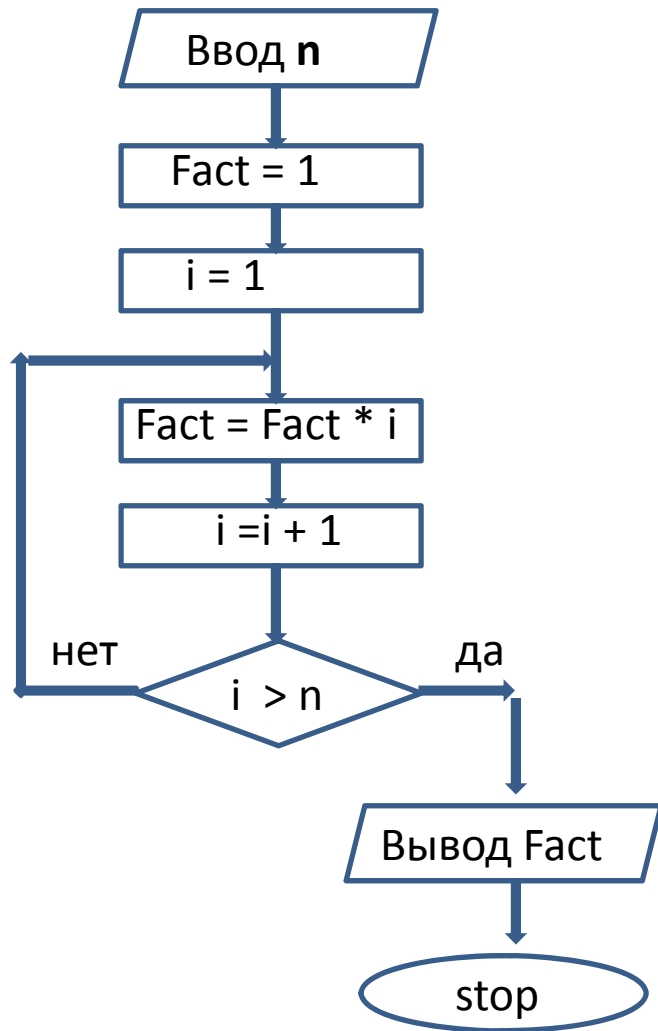 Ввод n
Fact = 1
i = 1
Fact = Fact * i
i =i + 1
нет
да
i > n
Вывод Fact
stop